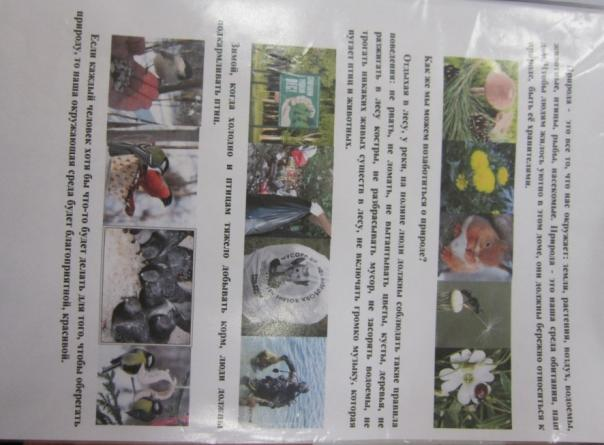 Природа - это все то, что нас окружает: земля, растения, воздух, водоемы,
животные, птицы, рыбы, насекомые. Природа - это наша среда обитания, наш
дом. Чтобы людям жилось уютно в этом доме, они должны бережно относиться к
природе, быть её хранителями.
Как же мы можем позаботиться о природе?
Отдыхая в лесу, у реки, на поляне люди должны соблюдать такие правила
поведения: не рвать, не ломать, не вытаптывать цветы, кусты, деревья, не
разжигать в лесу костры, не разбрасывать мусор, не засорять водоемы, не
трогать никаких живых существ в лесу, не включать громко музыку, которая
пугает птиц и животных.
Зимой, когда холодно и птицам тяжело добывать корм, люди должны
подкармливать птиц.
Если каждый человек хотя бы что-то будет делать для того, чтобы оберегать
природу, то наша окружающая среда будет благоприятной, красивой.